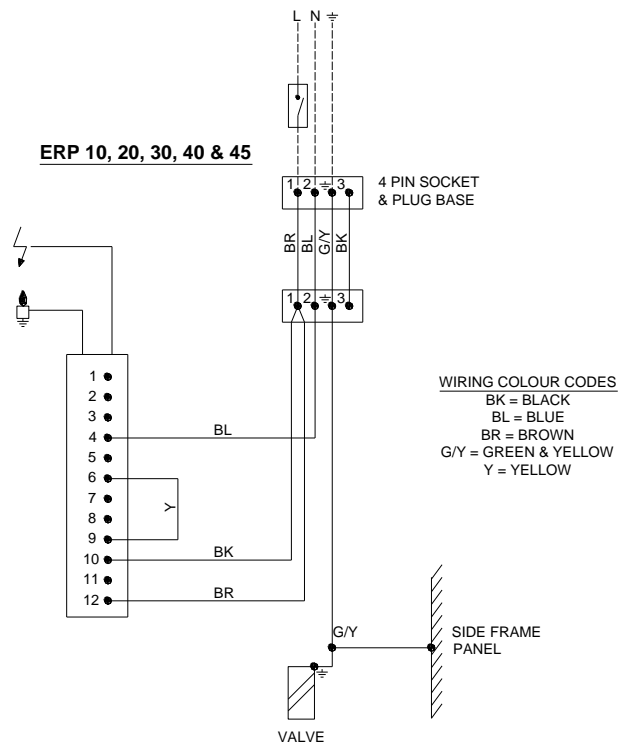 L N
ERP 10, 20, 30, 40 & 45
1 2 3
4 PIN SOCKET
& PLUG BASE
BR BL G/Y BK
1 2 3
1
2
3
4
5
6
7
8
9
10
11
12
BL
Y
BK
BR
WIRING COLOUR CODES
BK = BLACK
BL = BLUE
BR = BROWN
G/Y = GREEN & YELLOW
Y = YELLOW
G/Y
SIDE FRAME
PANEL
VALVE